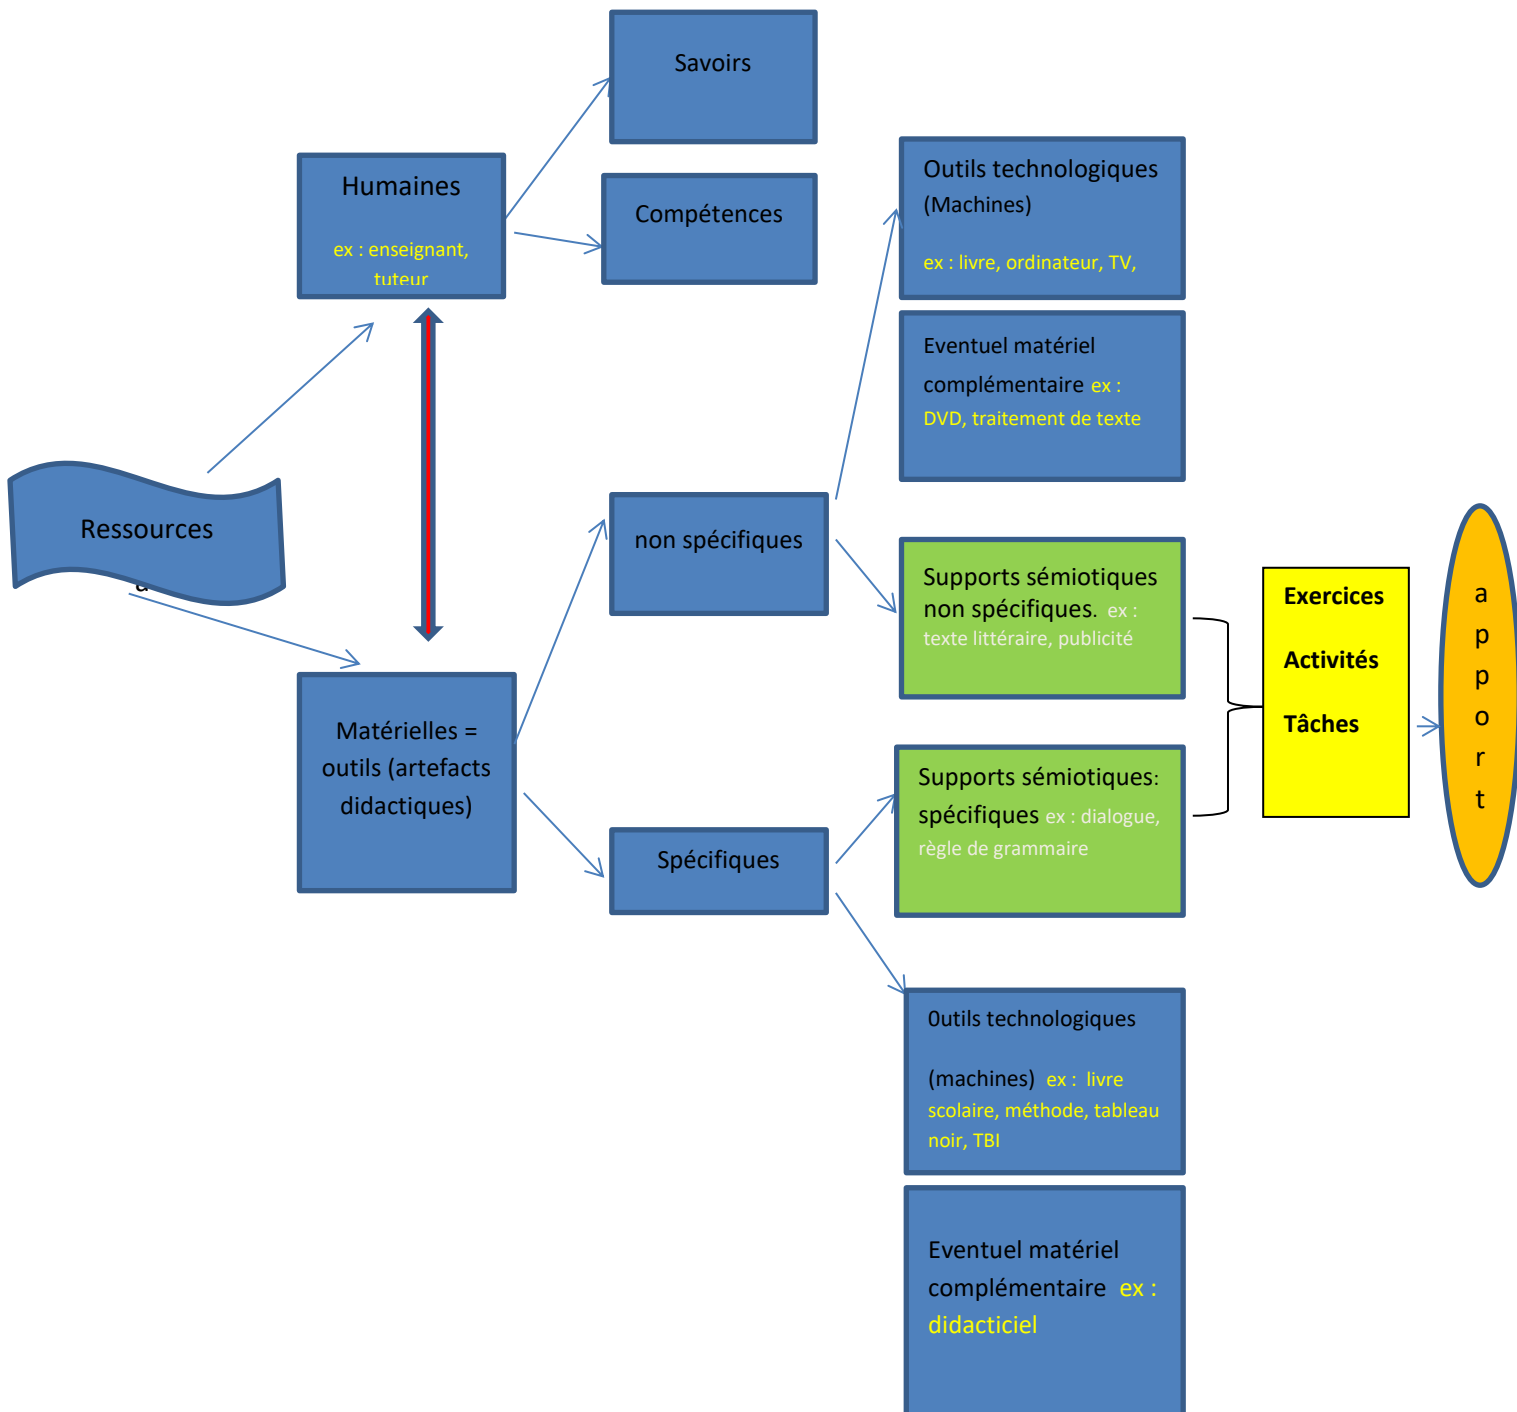 Savoirs
Humaines
ex : enseignant,
tuteur
Compétences
Outils technologiques
(Machines)
ex : livre, ordinateur, TV,
Eventuel matériel
complémentaire ex :
DVD, traitement de texte
Ressources
non spécifiques
Supports sémiotiques
non spécifiques. ex :
texte littéraire, publicité
Exercices
Activités
Tâches
a
p
p
o
r
t
Matérielles =
outils (artefacts
didactiques)
Supports sémiotiques:
spécifiques ex : dialogue,
règle de grammaire
Spécifiques
0utils technologiques
(machines) ex : livre
scolaire, méthode, tableau
noir, TBI
Eventuel matériel
complémentaire ex :
didacticiel